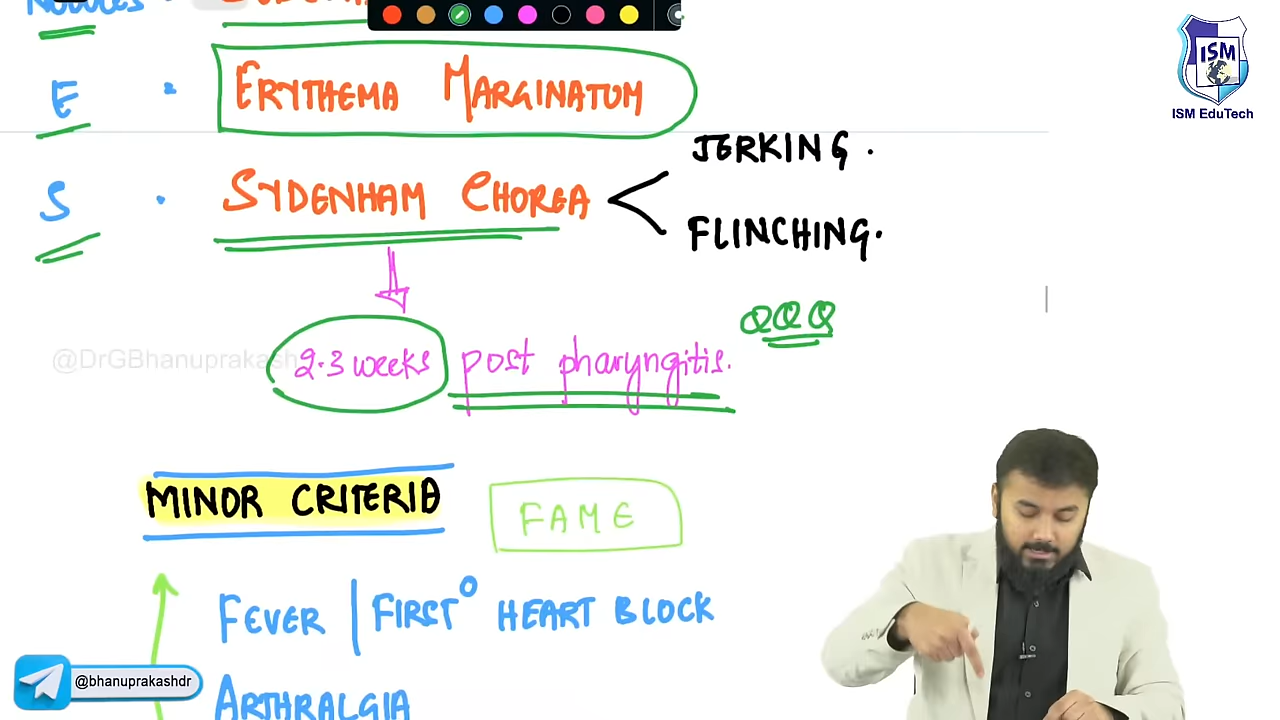 NODULES
ISM
ISM EduTech
E - ERYTHEMA MARGINATUM
JERKING.
S . SYDENHAM CHOREA
FLINCHING.
QQQ
@DrGBhanuprakash
2-3 weeks post pharyngitis.
MINOR CRITERIA
FAME
FEVER | FIRST° HEART BLOCK
@bhanuprakashdr
ARTHRALGIA